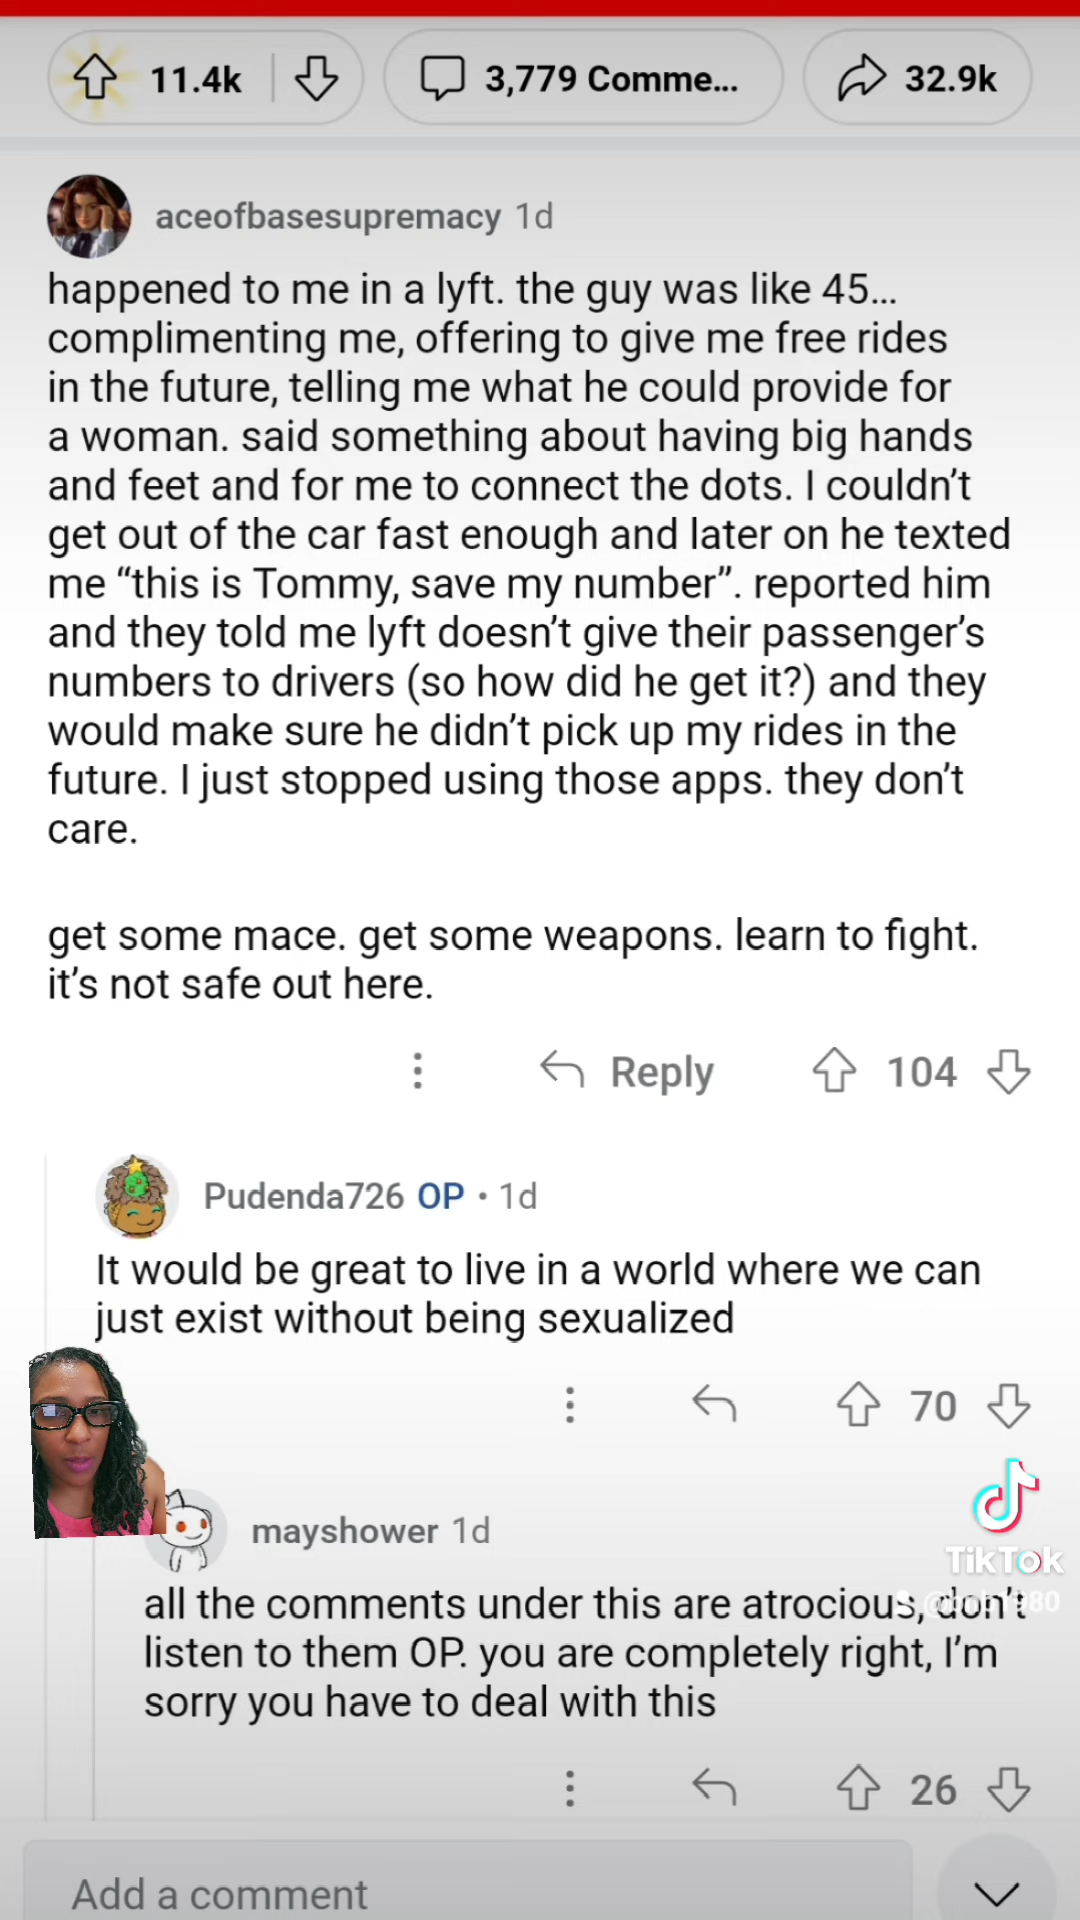 11.4k 3,779 Comme... 32.9k
aceofbasesupremacy 1d
happened to me in a lyft. the guy was like 45...
complimenting me, offering to give me free rides
in the future, telling me what he could provide for
a woman. said something about having big hands
and feet and for me to connect the dots. I couldn't
get out of the car fast enough and later on he texted
me “this is Tommy, save my number”. reported him
and they told me lyft doesn't give their passenger's
numbers to drivers (so how did he get it?) and they
would make sure he didn't pick up my rides in the
future. I just stopped using those apps. they don't
care.
get some mace. get some weapons. learn to fight.
it's not safe out here.
Reply 104
Pudenda726 OP • 1d
It would be great to live in a world where we can
just exist without being sexualized
70
TikTok
mayshower 1d
all the comments under this are atrocious, don't
listen to them OP. you are completely right, I'm
sorry you have to deal with this
26
Add a comment